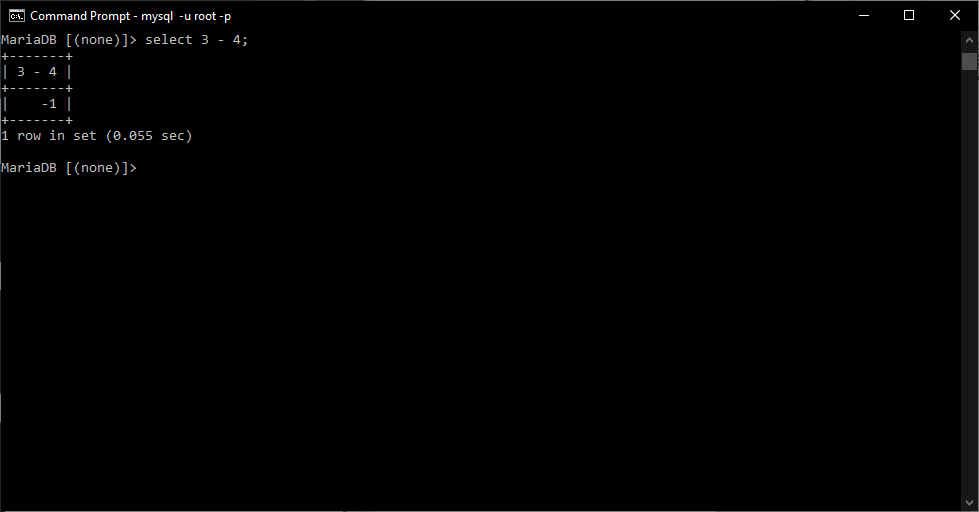 Command Prompt - mysql  -u root -p
MariaDB [(none)]> select 3 - 4;
+-------+
| 3 - 4 |
+-------+
|    -1 |
+-------+
1 row in set (0.055 sec)
MariaDB [(none)]>